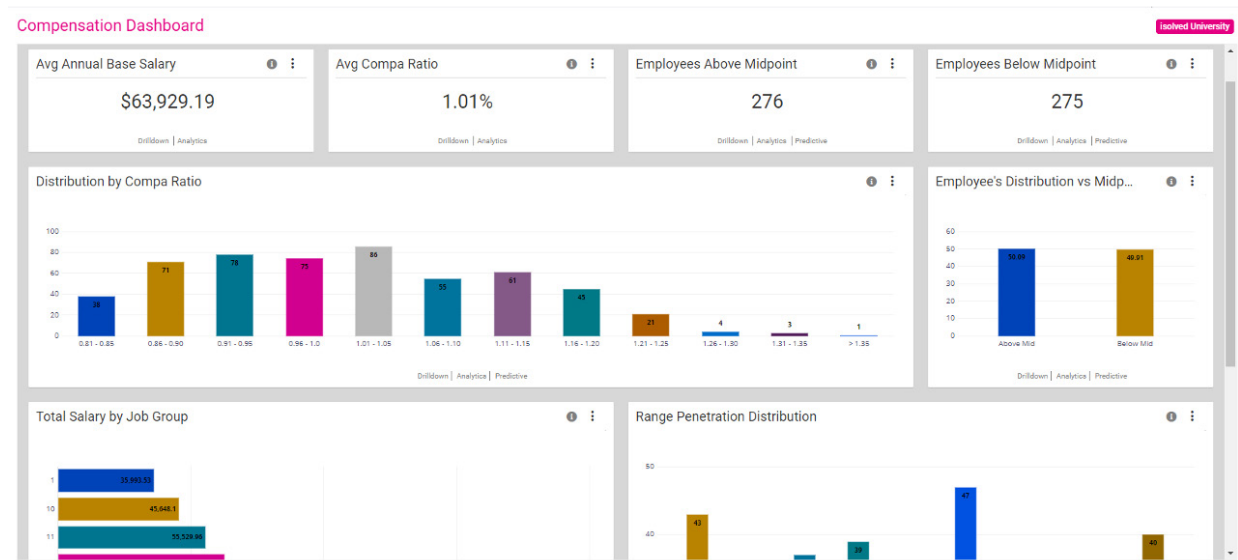 Compensation Dashboard
isolved University
Avg Annual Base Salary
$63,929.19
Drilldown | Analytics
Avg Compa Ratio
1.01%
Drilldown | Analytics
Employees Above Midpoint
276
Drilldown | Analytics | Predictive
Employees Below Midpoint
275
Drilldown | Analytics | Predictive
Distribution by Compa Ratio
100
80
60
40
20
0
38
71
78
75
86
55
61
45
21
4
3
1
0.81 - 0.85
0.86 - 0.90
0.91 - 0.95
0.96 - 1.0
1.01 - 1.05
1.06 - 1.10
1.11 - 1.15
1.16 - 1.20
1.21 - 1.25
1.26 - 1.30
1.31 - 1.35
> 1.35
Drilldown | Analytics | Predictive
Employee's Distribution vs Midp...
60
50
40
30
20
10
0
50.09
49.91
Above Mid
Below Mid
Drilldown | Analytics | Predictive
Total Salary by Job Group
1
35,993.53
10
45,648.1
11
Range Penetration Distribution
50
40
43
39
47
40